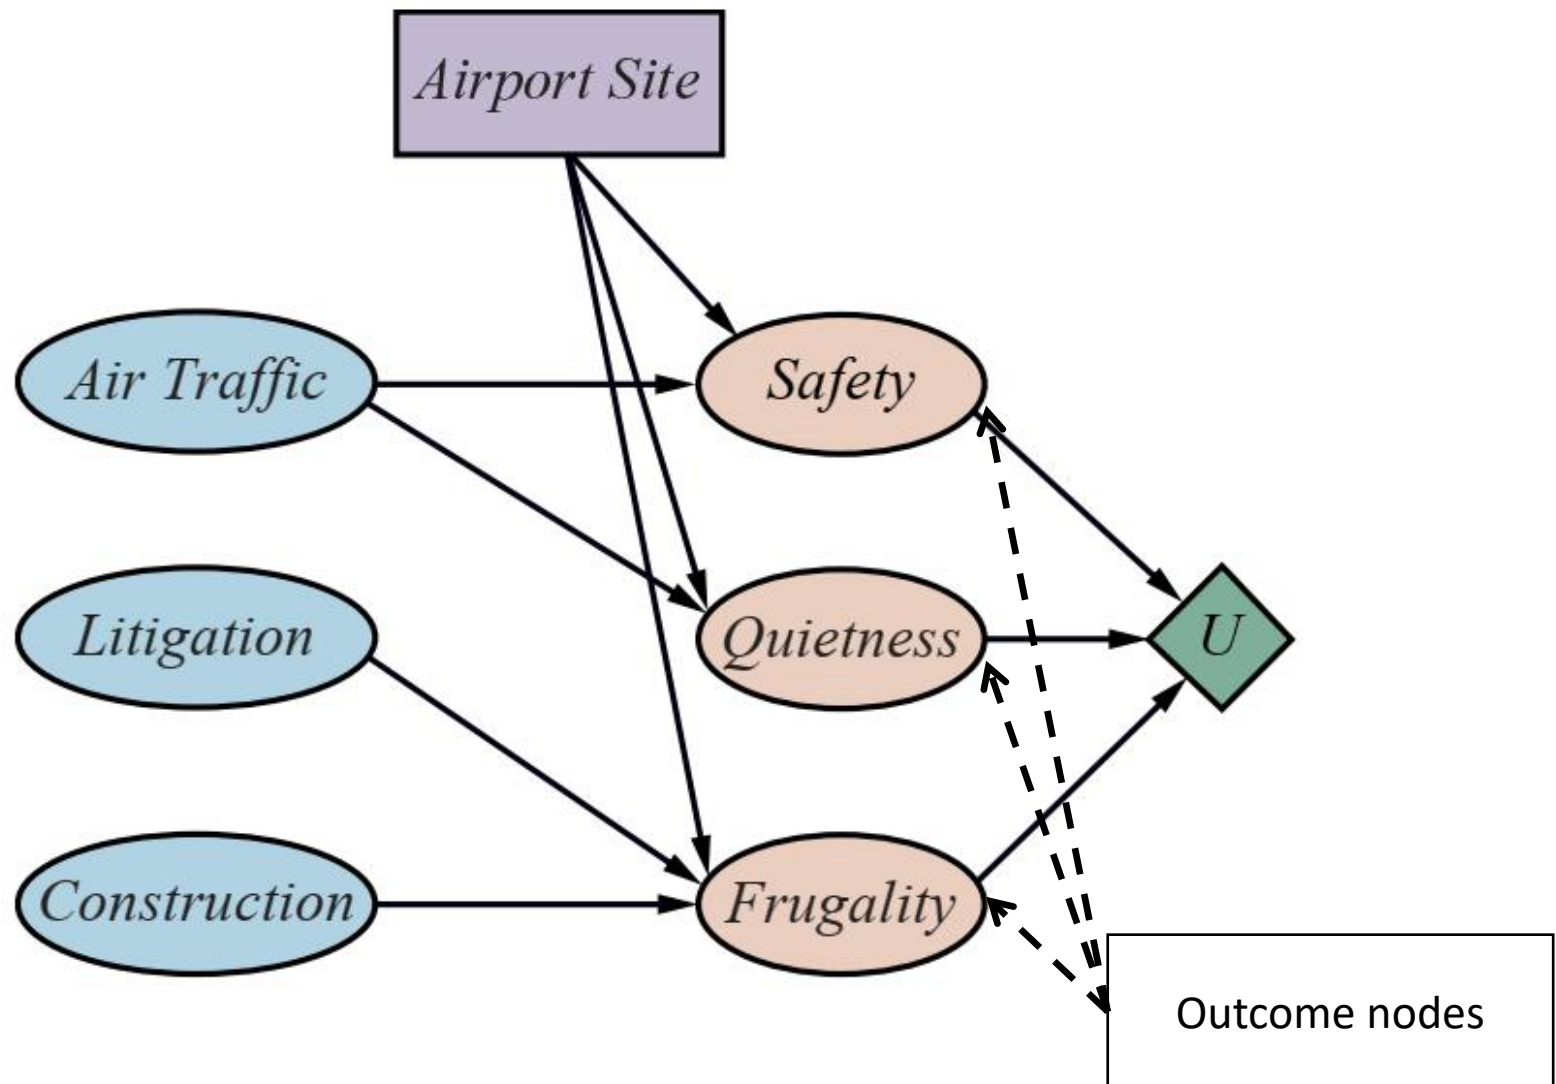 Airport Site
Air Traffic
Safety
Litigation
Quietness
U
Construction
Frugality
Outcome nodes